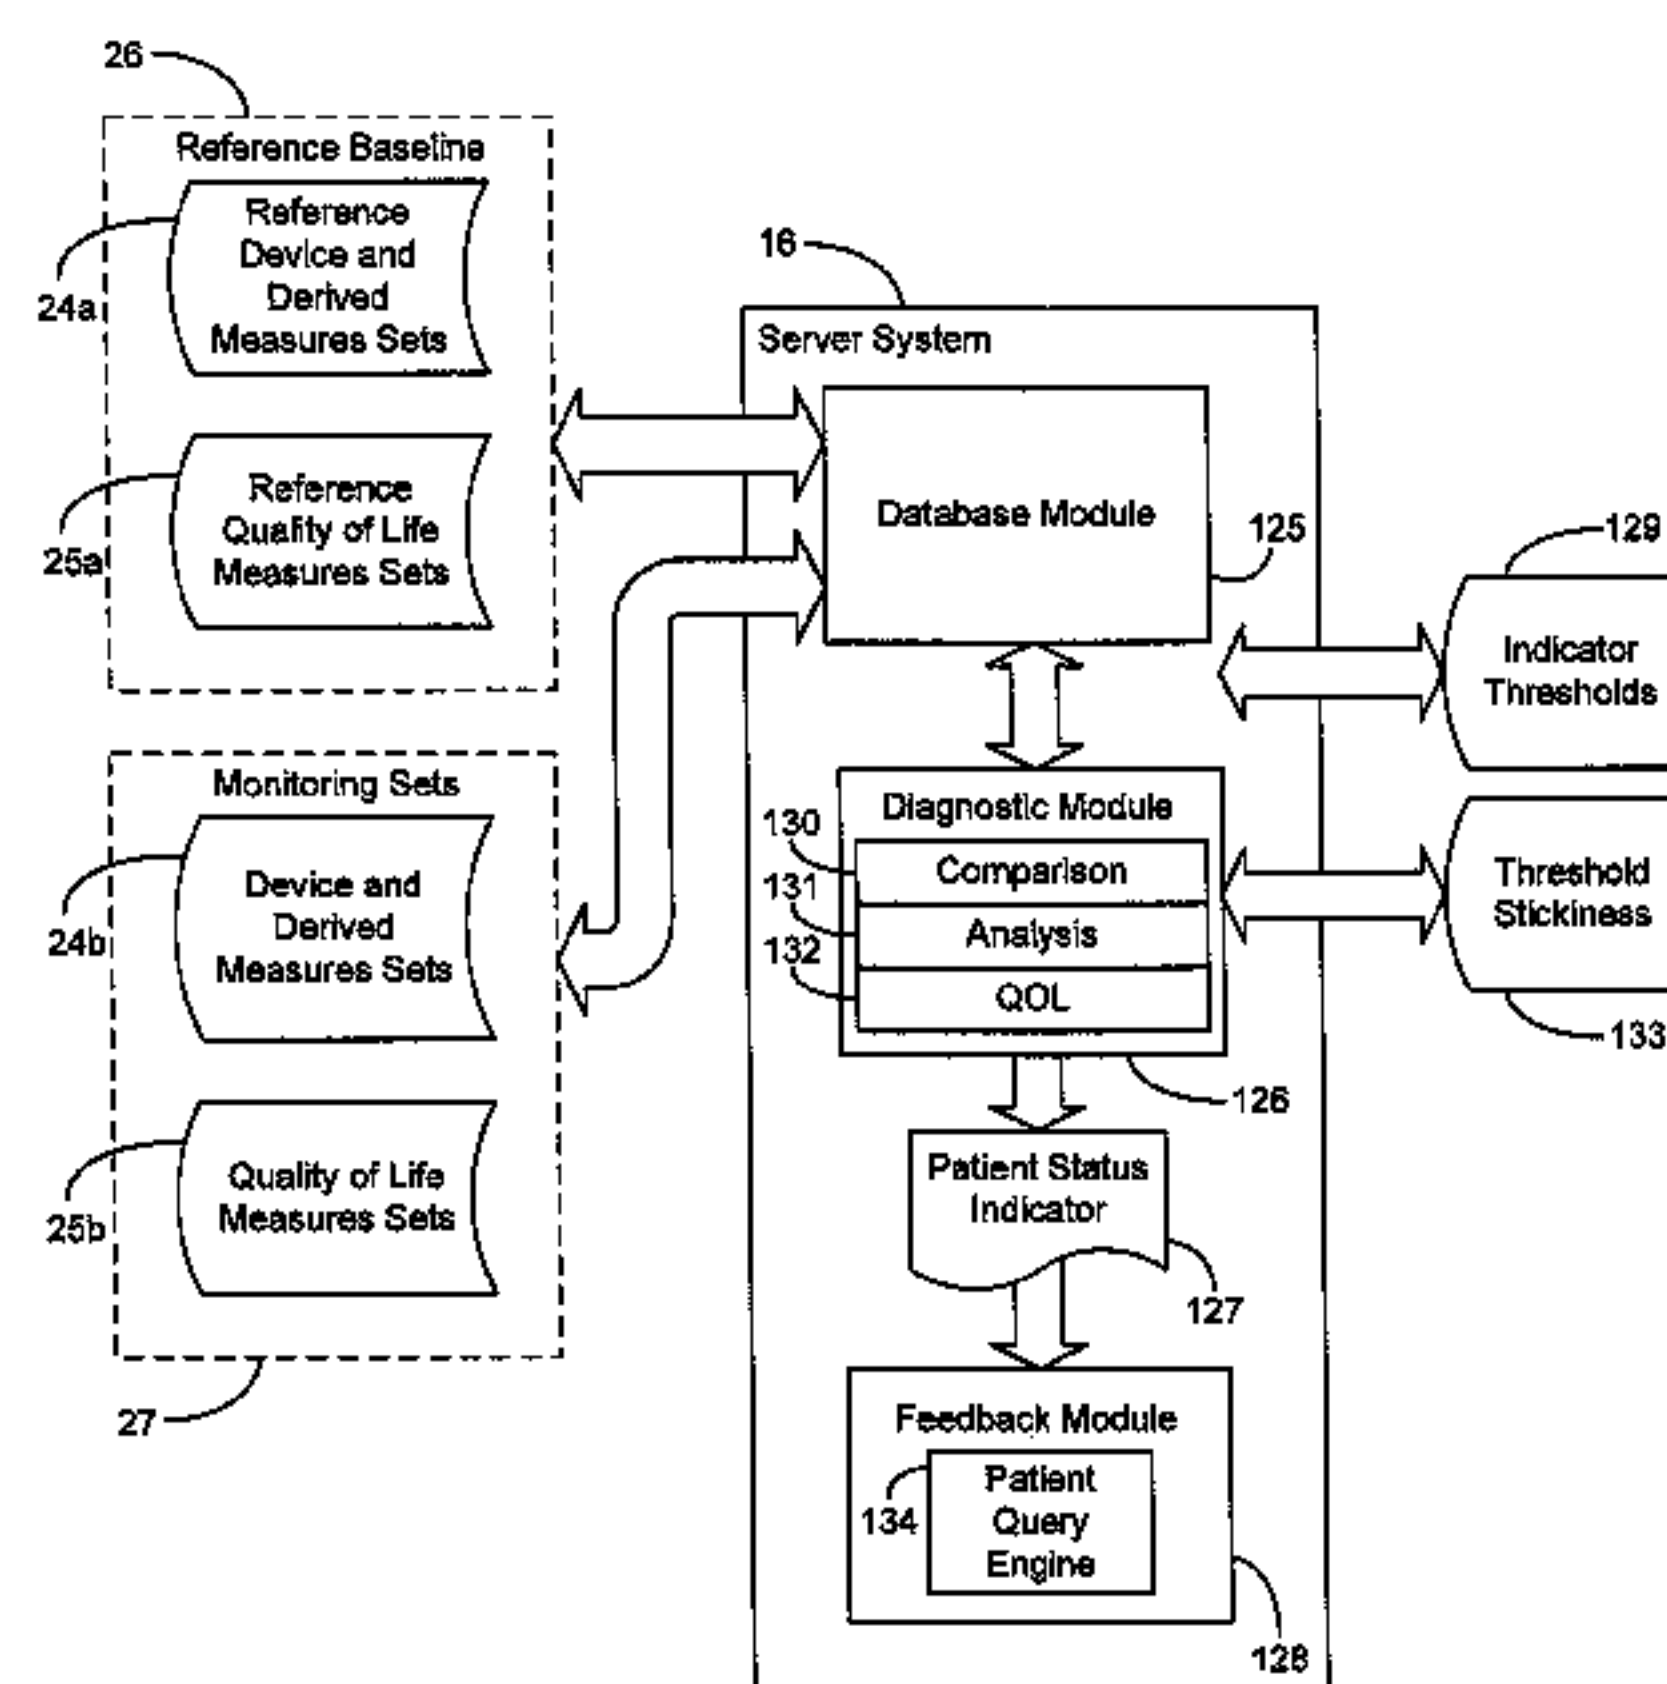 26
Reference Baseline
Reference
Device and
Derived
Measures Sets
24a
Reference
Quality of Life
Measures Sets
25a
Monitoring Sets
Device and
Derived
Measures Sets
24b
Quality of Life
Measures Sets
25b
27
16
Server System
Database Module
125
Diagnostic Module
130
Comparison
131
Analysis
132
QOL
126
Patient Status
Indicator
127
Feedback Module
134
Patient
Query
Engine
128
129
Indicator
Thresholds
Threshold
Stickiness
133